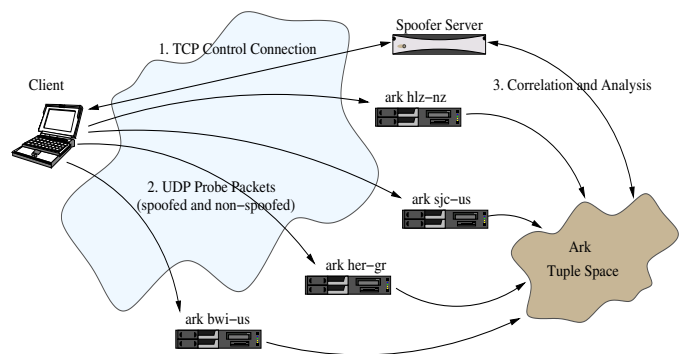 Spoofer Server
1. TCP Control Connection
Client
3. Correlation and Analysis
ark hlz−nz
2. UDP Probe Packets
(spoofed and non−spoofed)
ark sjc−us
Ark
Tuple Space
ark her−gr
ark bwi−us